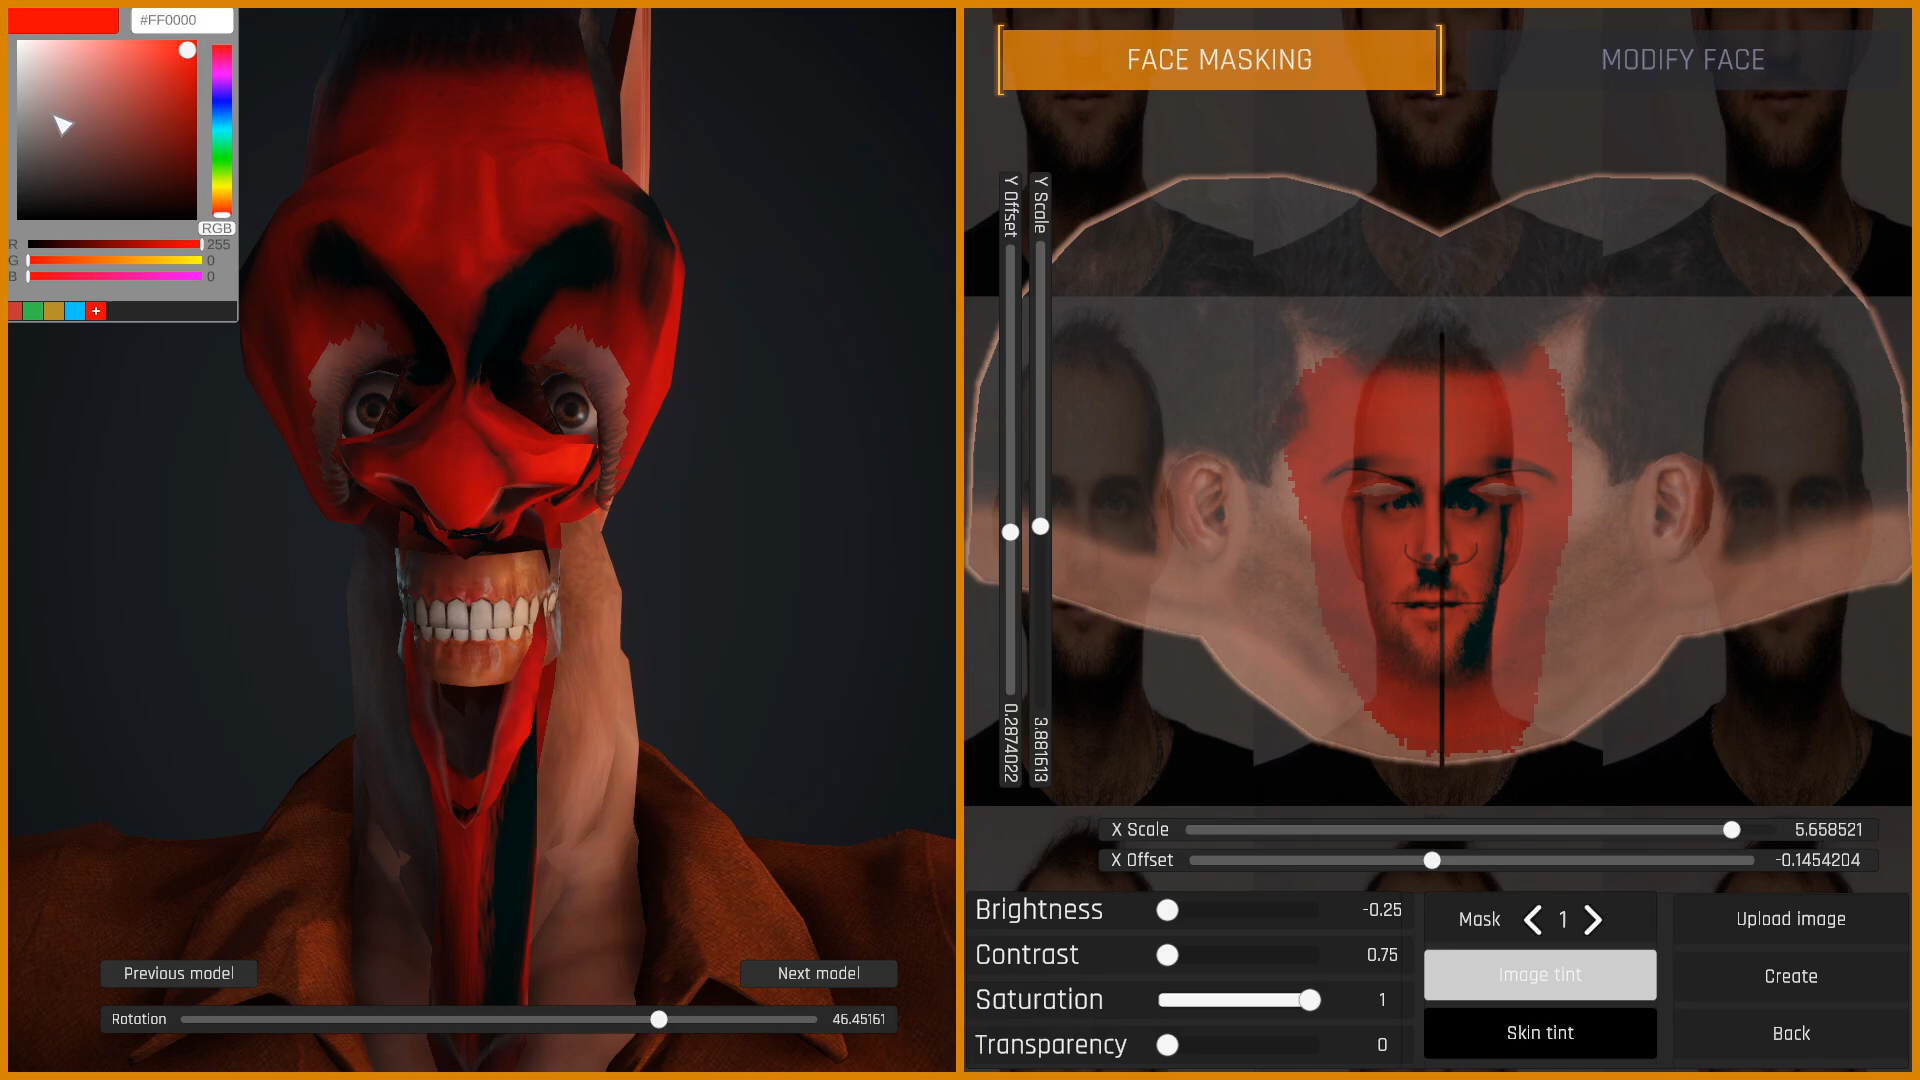 #FF0000
RGB
R 255
G 0
B 0
+
Previous model
Next model
Rotation 46.45161
FACE MASKING
MODIFY FACE
Y Offset 0.2874022
Y Scale 3.881613
X Scale 5.658521
X Offset -0.1454204
Brightness -0.25
Contrast 0.75
Saturation 1
Transparency 0
Mask 1
Image tint
Skin tint
Upload image
Create
Back